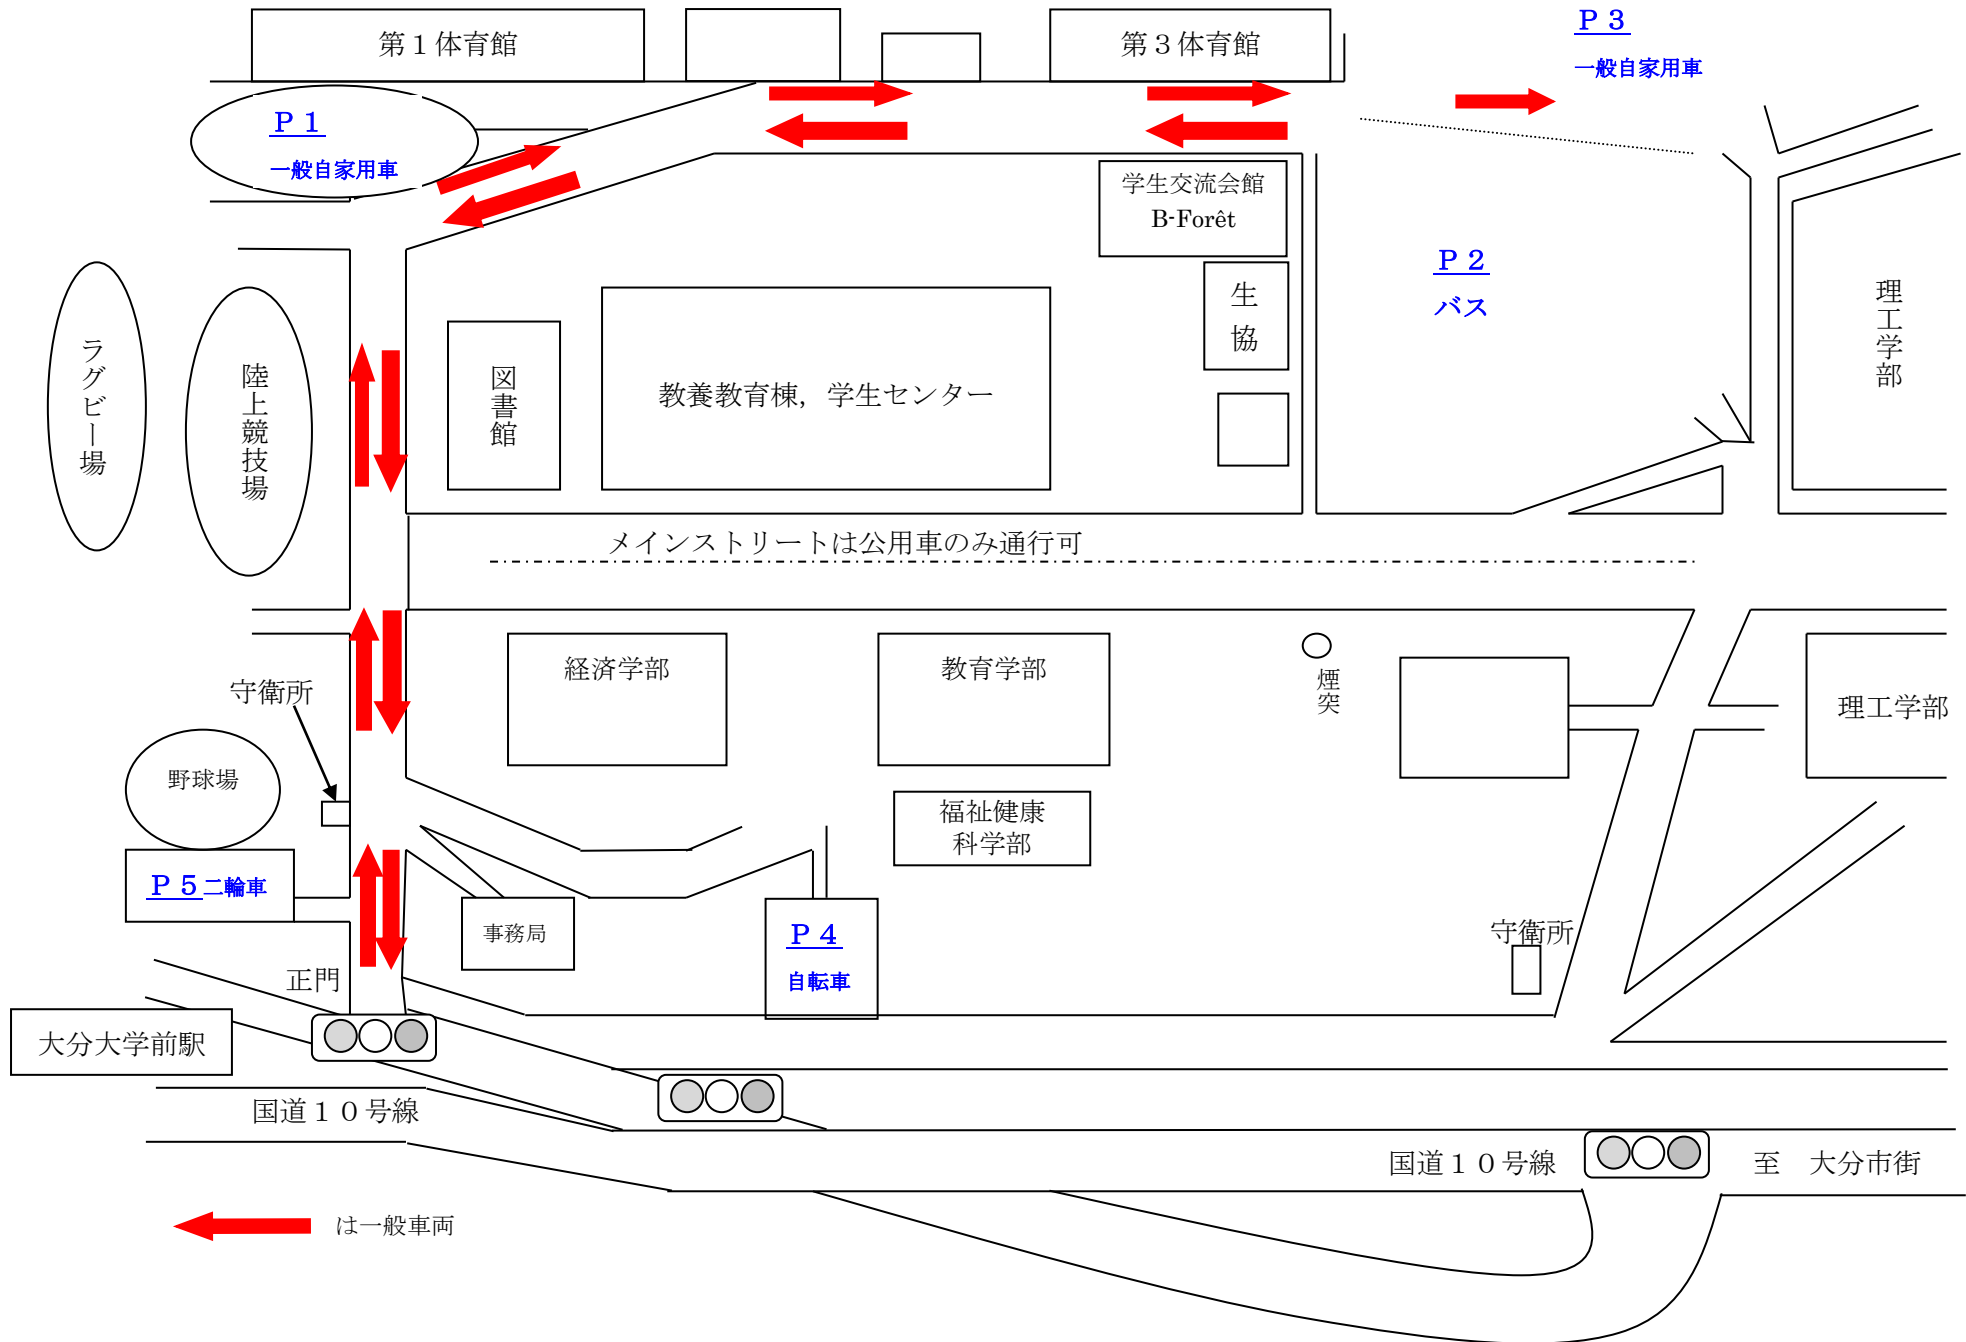 第１体育館
第３体育館
Ｐ３
一般自家用車
Ｐ１
一般自家用車
学生交流会館
B-Forêt
Ｐ２
バス
生
協
理工学部
ラグビー場
陸上競技場
図書館
教養教育棟，学生センター
メインストリートは公用車のみ通行可
経済学部
教育学部
煙突
守衛所
理工学部
野球場
福祉健康
科学部
Ｐ５二輪車
事務局
Ｐ４
自転車
守衛所
正門
大分大学前駅
国道１０号線
国道１０号線
至　大分市街
は一般車両